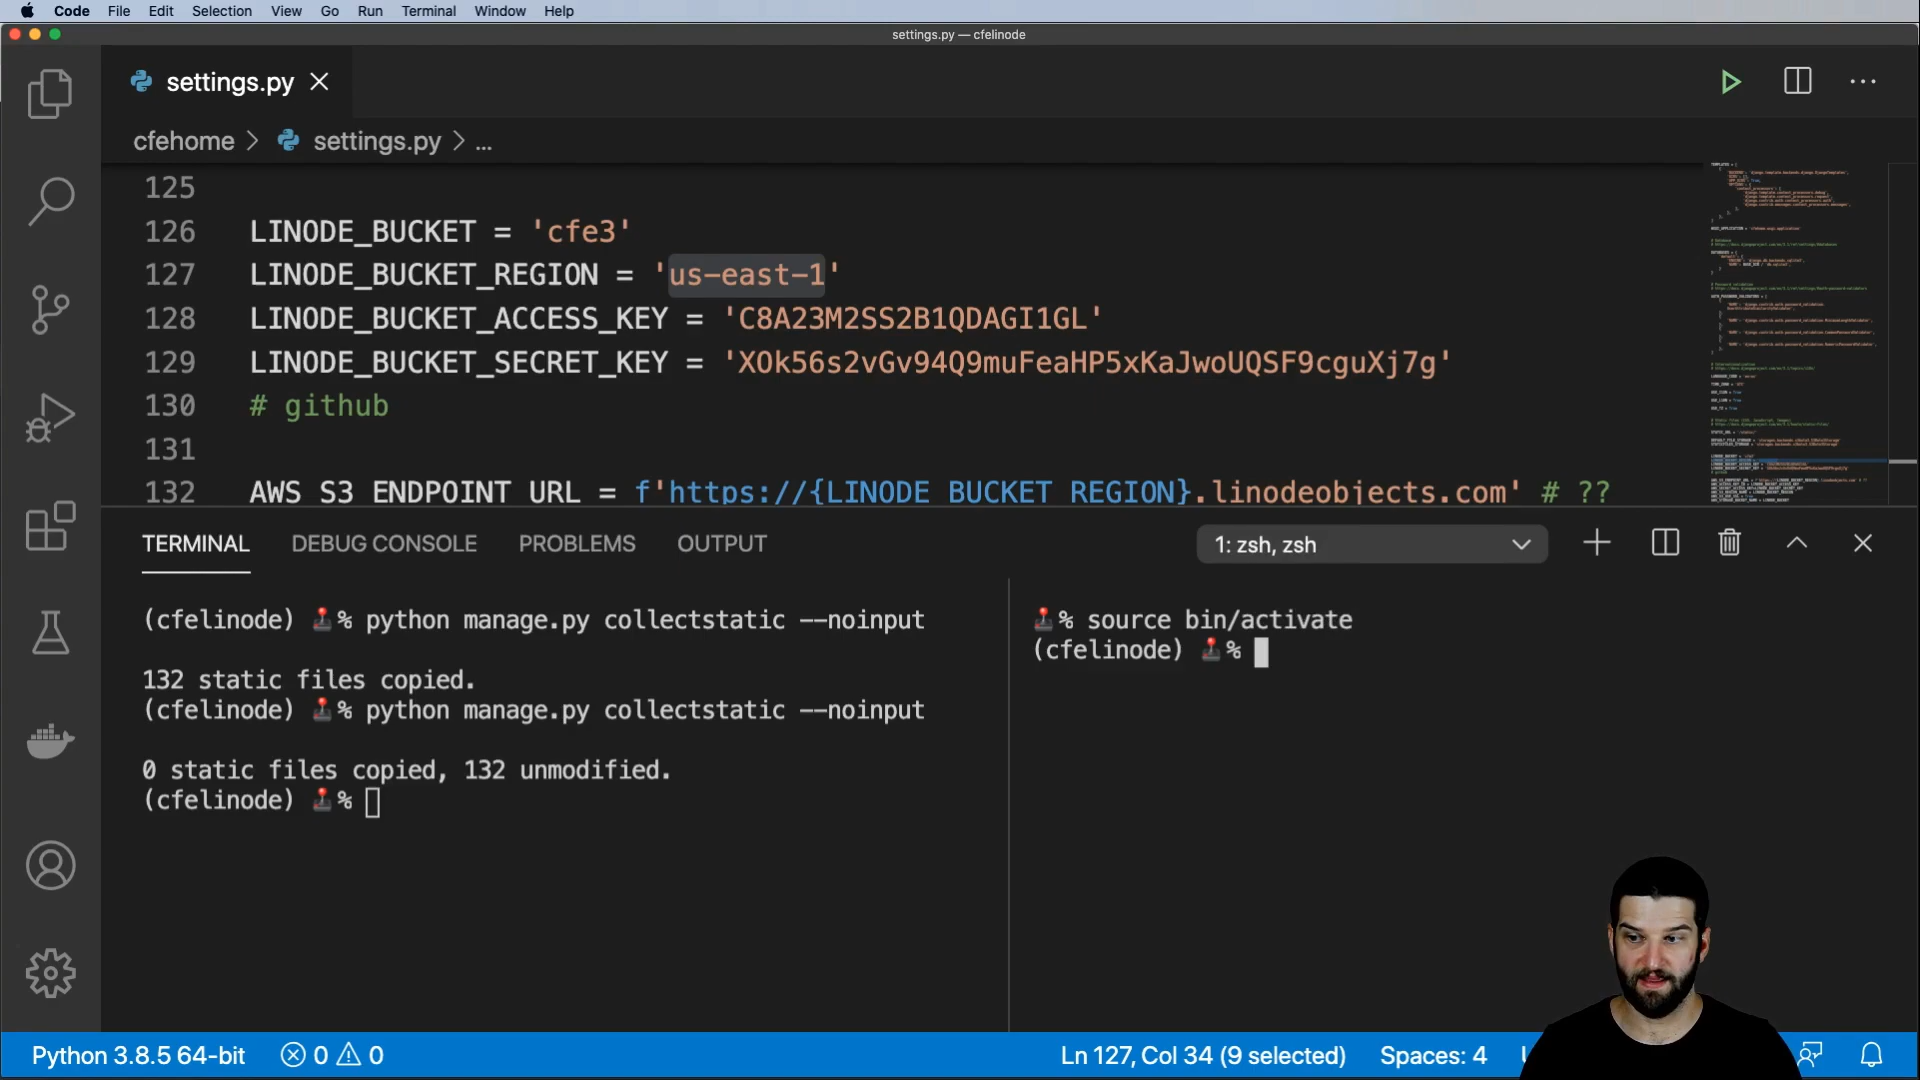 Code File Edit Selection View Go Run Terminal Window Help
settings.py — cfelinode
settings.py
cfehome > settings.py > ...
125
126 LINODE_BUCKET = 'cfe3'
127 LINODE_BUCKET_REGION = 'us-east-1'
128 LINODE_BUCKET_ACCESS_KEY = 'C8A23M2SS2B1QDAGI1GL'
129 LINODE_BUCKET_SECRET_KEY = 'XOk56s2vGv94Q9muFeaHP5xKaJwoUQSF9cguXj7g'
130 # github
131
132 AWS_S3_ENDPOINT_URL = f'https://{LINODE_BUCKET_REGION}.linodeobjects.com' # ??
TERMINAL DEBUG CONSOLE PROBLEMS OUTPUT 1: zsh, zsh
(cfelinode) % python manage.py collectstatic --noinput
132 static files copied.
(cfelinode) % python manage.py collectstatic --noinput
0 static files copied, 132 unmodified.
(cfelinode) %
% source bin/activate
(cfelinode) %
Python 3.8.5 64-bit 0 0 Ln 127, Col 34 (9 selected) Spaces: 4